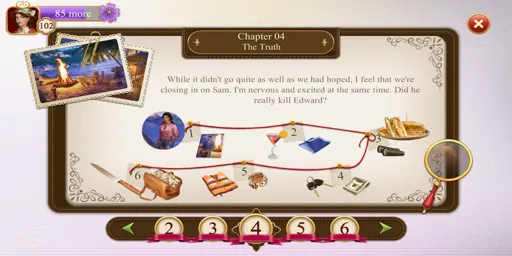 85 more
102
Chapter 04
The Truth
While it didn't go quite as well as we had hoped, I feel that we're
closing in on Sam. I'm nervous and excited at the same time. Did he
really kill Edward?
1
2
3
6
5
4
2 3 4 5 6